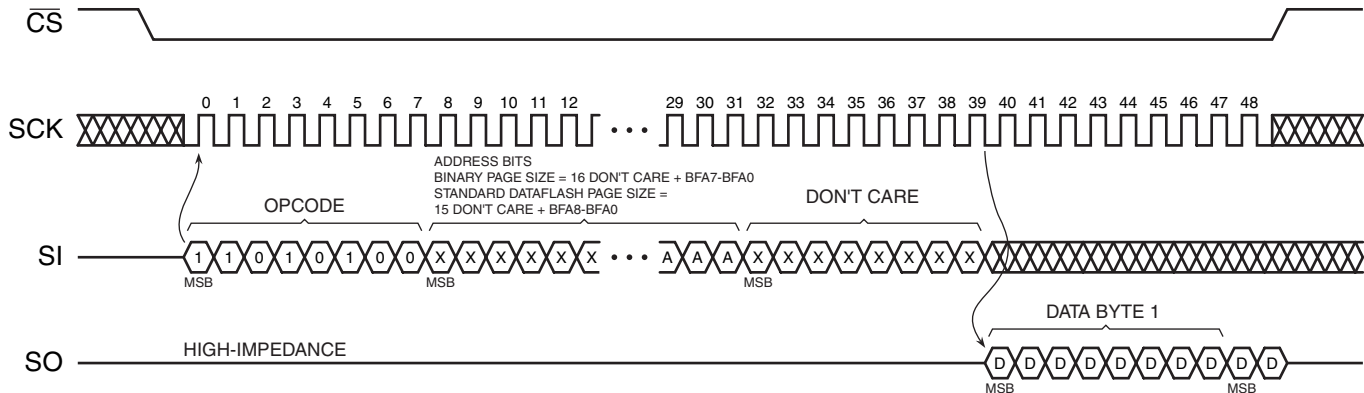 CS
SCK
0 1 2 3 4 5 6 7 8 9 10 11 12 • • • 29 30 31 32 33 34 35 36 37 38 39 40 41 42 43 44 45 46 47 48
ADDRESS BITS
BINARY PAGE SIZE = 16 DON'T CARE + BFA7-BFA0
STANDARD DATAFLASH PAGE SIZE =
15 DON'T CARE + BFA8-BFA0
OPCODE
DON'T CARE
SI
1 1 0 1 0 1 0 0 X X X X X X • • • A A A X X X X X X X X
MSB MSB MSB
DATA BYTE 1
SO
HIGH-IMPEDANCE
D D D D D D D D D D
MSB MSB